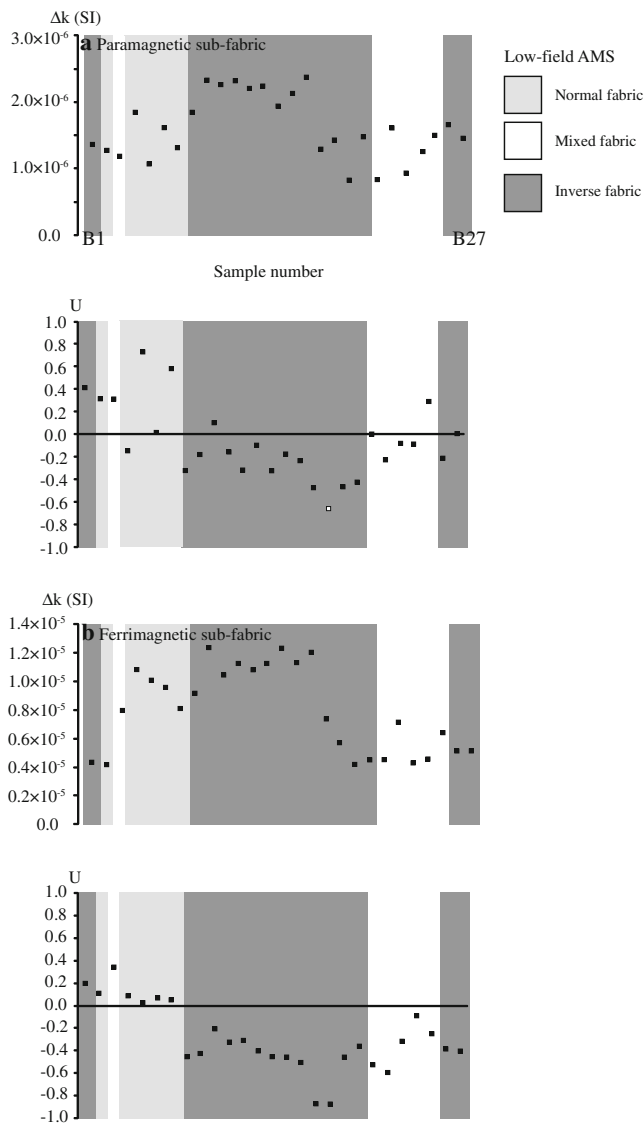 Δk (SI)
a Paramagnetic sub-fabric
3.0×10⁻⁶
2.0×10⁻⁶
1.0×10⁻⁶
0.0
B1
B27
Sample number
Low-field AMS
Normal fabric
Mixed fabric
Inverse fabric
U
1.0
0.8
0.6
0.4
0.2
0.0
-0.2
-0.4
-0.6
-0.8
-1.0
Δk (SI)
b Ferrimagnetic sub-fabric
1.4×10⁻⁵
1.2×10⁻⁵
1.0×10⁻⁵
0.8×10⁻⁵
0.6×10⁻⁵
0.4×10⁻⁵
0.2×10⁻⁵
0.0
U
1.0
0.8
0.6
0.4
0.2
0.0
-0.2
-0.4
-0.6
-0.8
-1.0